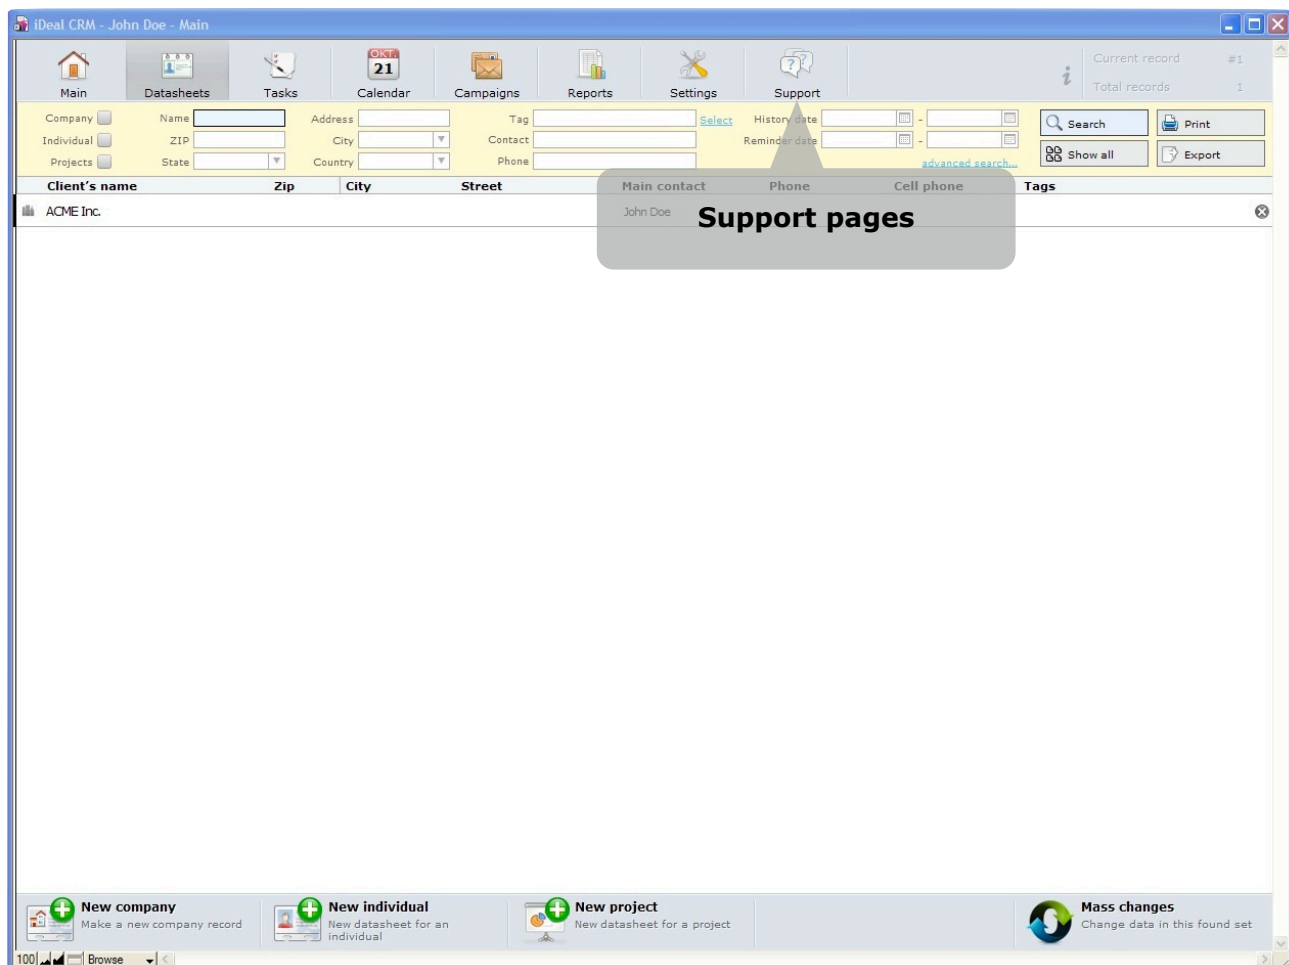 iDeal CRM - John Doe - Main
OKT.
21
Main Datasheets Tasks Calendar Campaigns Reports Settings Support
Current record #1
Total records 1
Company Name Address Tag Select History date - Search Print
Individual ZIP City Contact Reminder date -
Projects State Country Phone advanced search... Show all Export
Client's name Zip City Street Main contact Phone Cell phone Tags
ACME Inc. John Doe
Support pages
New company New individual New project Mass changes
Make a new company record New datasheet for an New datasheet for a project Change data in this found set
individual
100 Browse